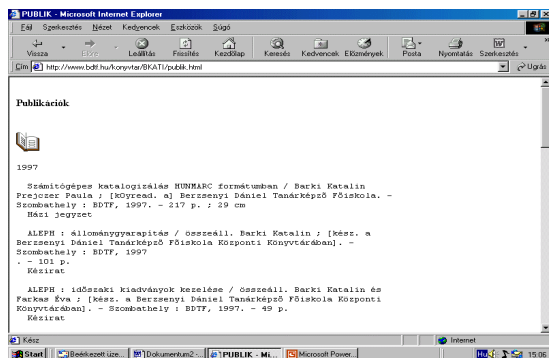 PUBLIK - Microsoft Internet Explorer
Fájl Szerkesztés Nézet Kedvencek Eszközök Súgó
Vissza Előre Leállítás Frissítés Kezdőlap Keresés Kedvencek Előzmények Posta Nyomtatás Szerkesztés
Cím http://www.bdtf.hu/konyvtar/BKATI/publik.html Ugrás
Publikációk
1997
Számítógépes katalogizálás HUNMARC formátumban / Barki Katalin
Prejczer Paula ; [kOyread. a] Berzsenyi Dániel Tanárképző Főiskola. -
Szombathely : BDTF, 1997. - 217 p. ; 29 cm
Házi jegyzet
ALEPH : állománygyarapítás / összeáll. Barki Katalin ; [kész. a
Berzsenyi Dániel Tanárképző Főiskola Központi Könyvtárában]. -
Szombathely : BDTF, 1997
. - 101 p.
Kézirat
ALEPH : időszaki kiadványok kezelése / összeáll. Barki Katalin és
Farkas Éva ; [kész. a Berzsenyi Dániel Tanárképző Főiskola Központi
Könyvtárában]. - Szombathely : BDTF, 1997. - 49 p.
Kézirat
Kész Internet
Start Beérkezett üze... Dokumentum2 -... PUBLIK - Mi... Microsoft Power... Hu 15:06